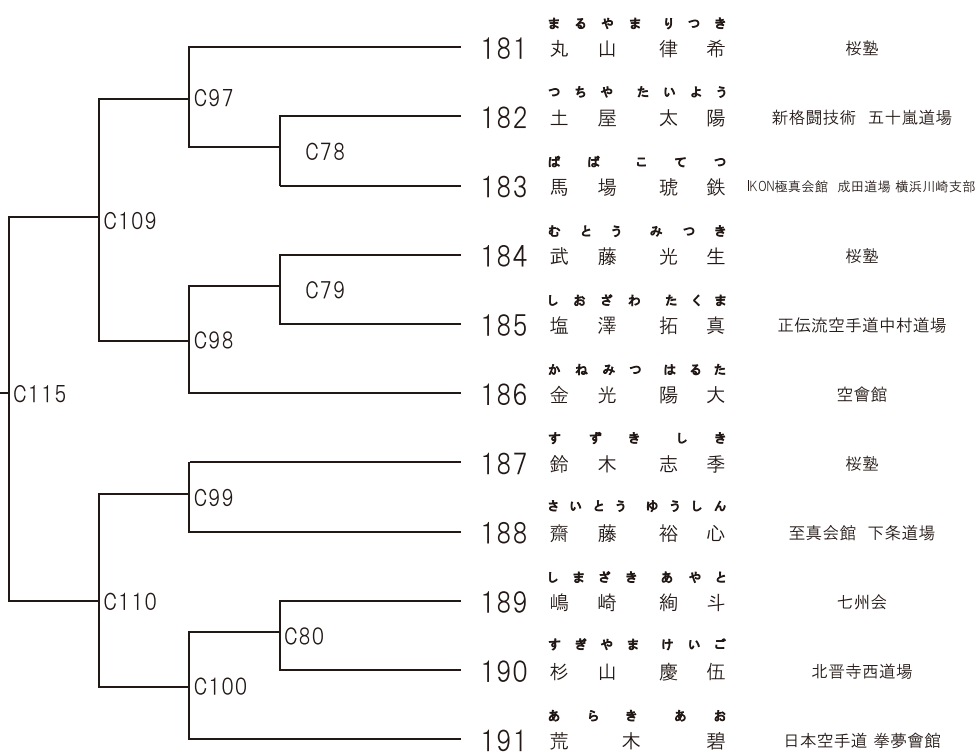 まるやま りつき
181 丸山 律希 桜塾
C97
つちや たいよう
182 土屋 太陽 新格闘技術 五十嵐道場
C78
ばば こてつ
183 馬場 琥鉄 IKON極真会館 成田道場 横浜川崎支部
C109
むとう みつき
184 武藤 光生 桜塾
C79
しおざわ たくま
185 塩澤 拓真 正伝流空手道中村道場
C98
かねみつ はるた
186 金光 陽大 空會館
C115
すずき しき
187 鈴木 志季 桜塾
C99
さいとう ゆうしん
188 齋藤 裕心 至真会館 下条道場
しまざき あやと
189 嶋崎 絢斗 七州会
C110
C80
すぎやま けいご
190 杉山 慶伍 北晋寺西道場
C100
あらき あお
191 荒木 碧 日本空手道 拳夢會館